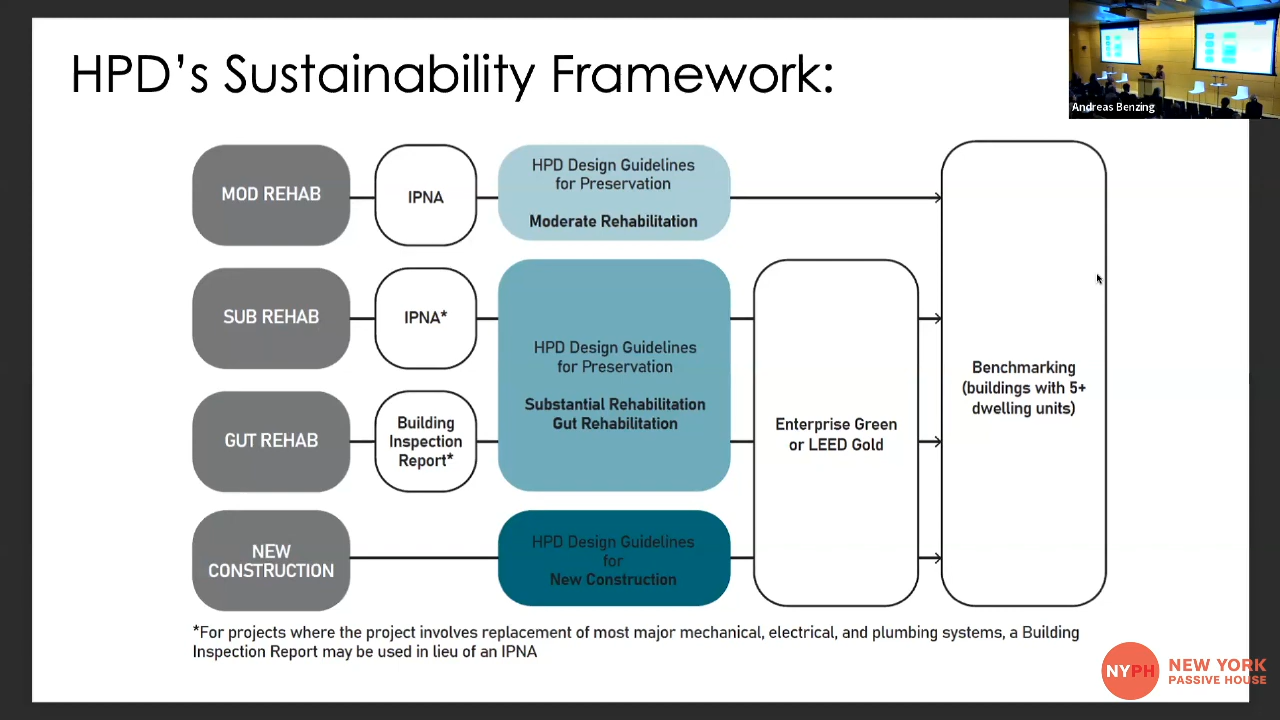 HPD's Sustainability Framework:
Andreas Benzing
MOD REHAB
IPNA
HPD Design Guidelines
for Preservation
Moderate Rehabilitation
SUB REHAB
IPNA*
HPD Design Guidelines
for Preservation
Substantial Rehabilitation
Gut Rehabilitation
GUT REHAB
Building
Inspection
Report*
Enterprise Green
or LEED Gold
Benchmarking
(buildings with 5+
dwelling units)
NEW
CONSTRUCTION
HPD Design Guidelines
for
New Construction
*For projects where the project involves replacement of most major mechanical, electrical, and plumbing systems, a Building
Inspection Report may be used in lieu of an IPNA
NYPH
NEW YORK
PASSIVE HOUSE